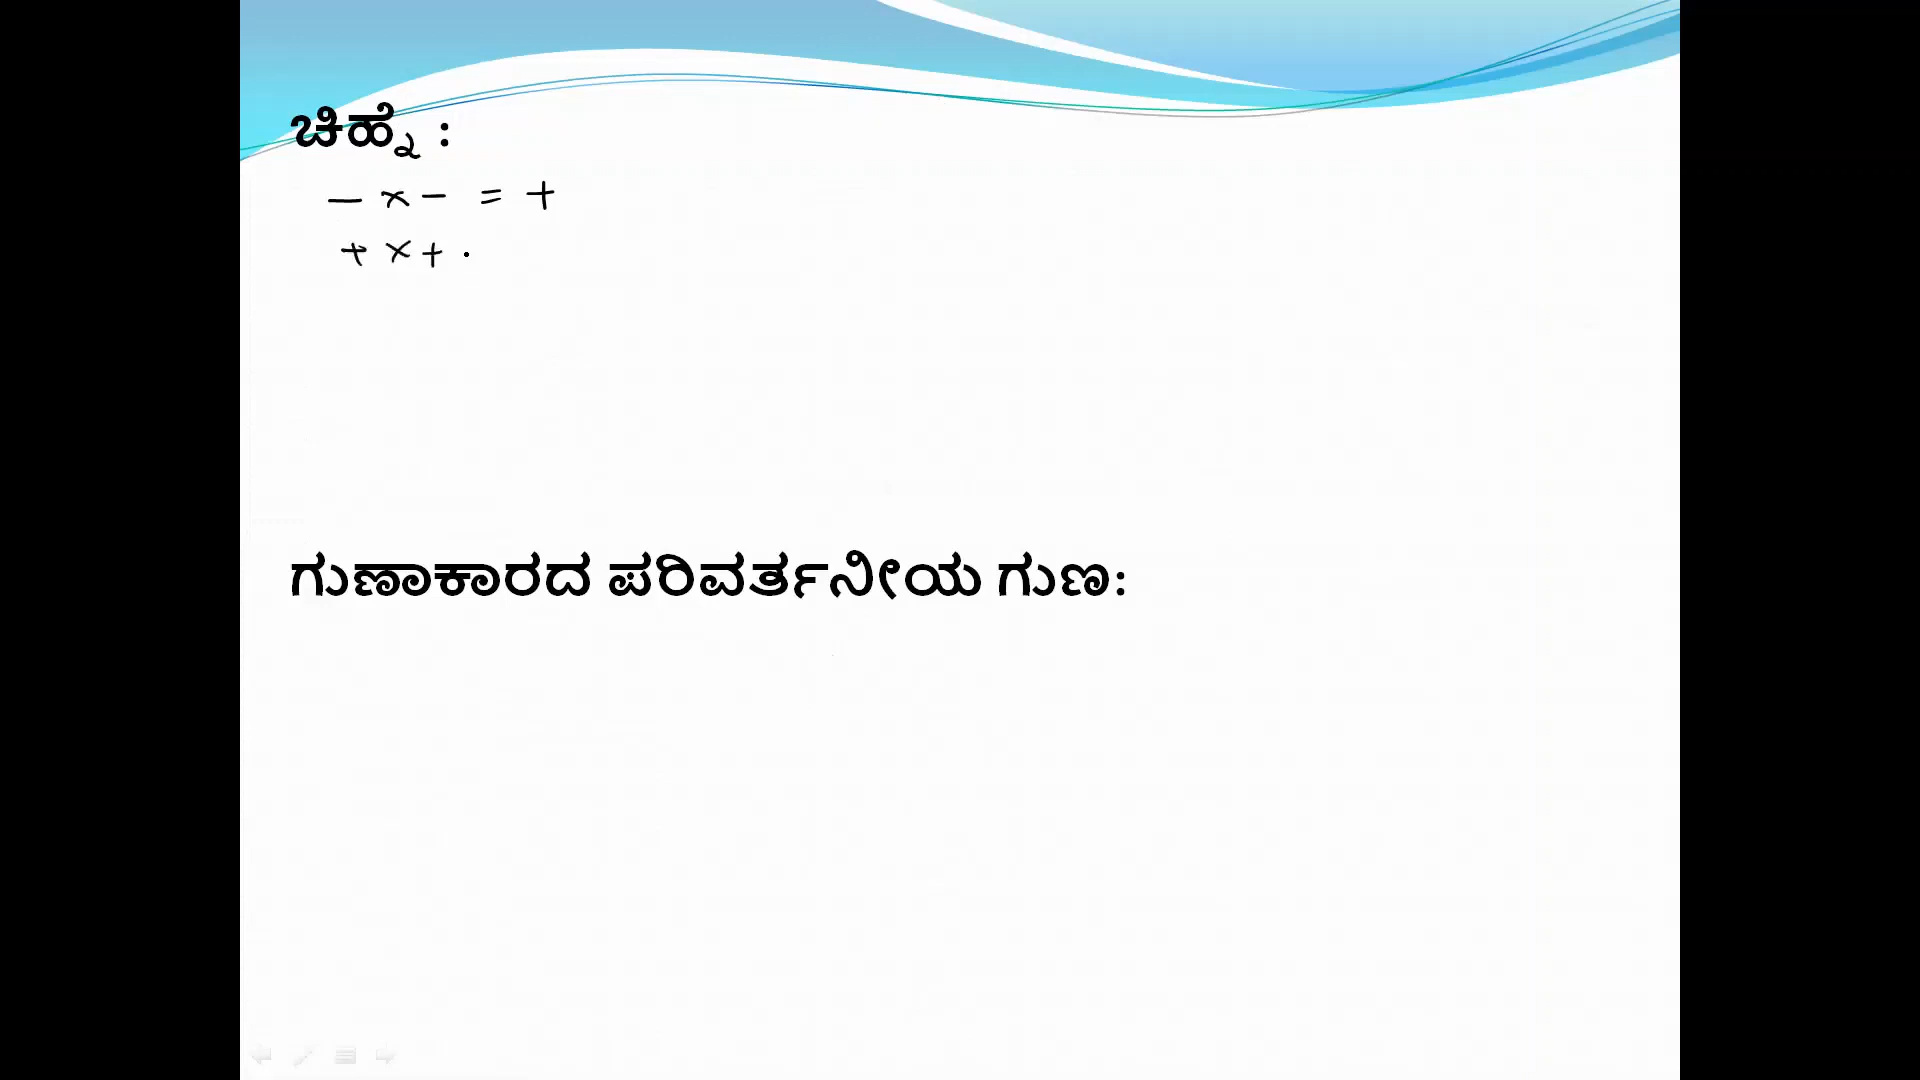 ಚಿಹ್ನೆ :
– × – = +
+ × + .
ಗುಣಾಕಾರದ ಪರಿವರ್ತನೀಯ ಗುಣ: